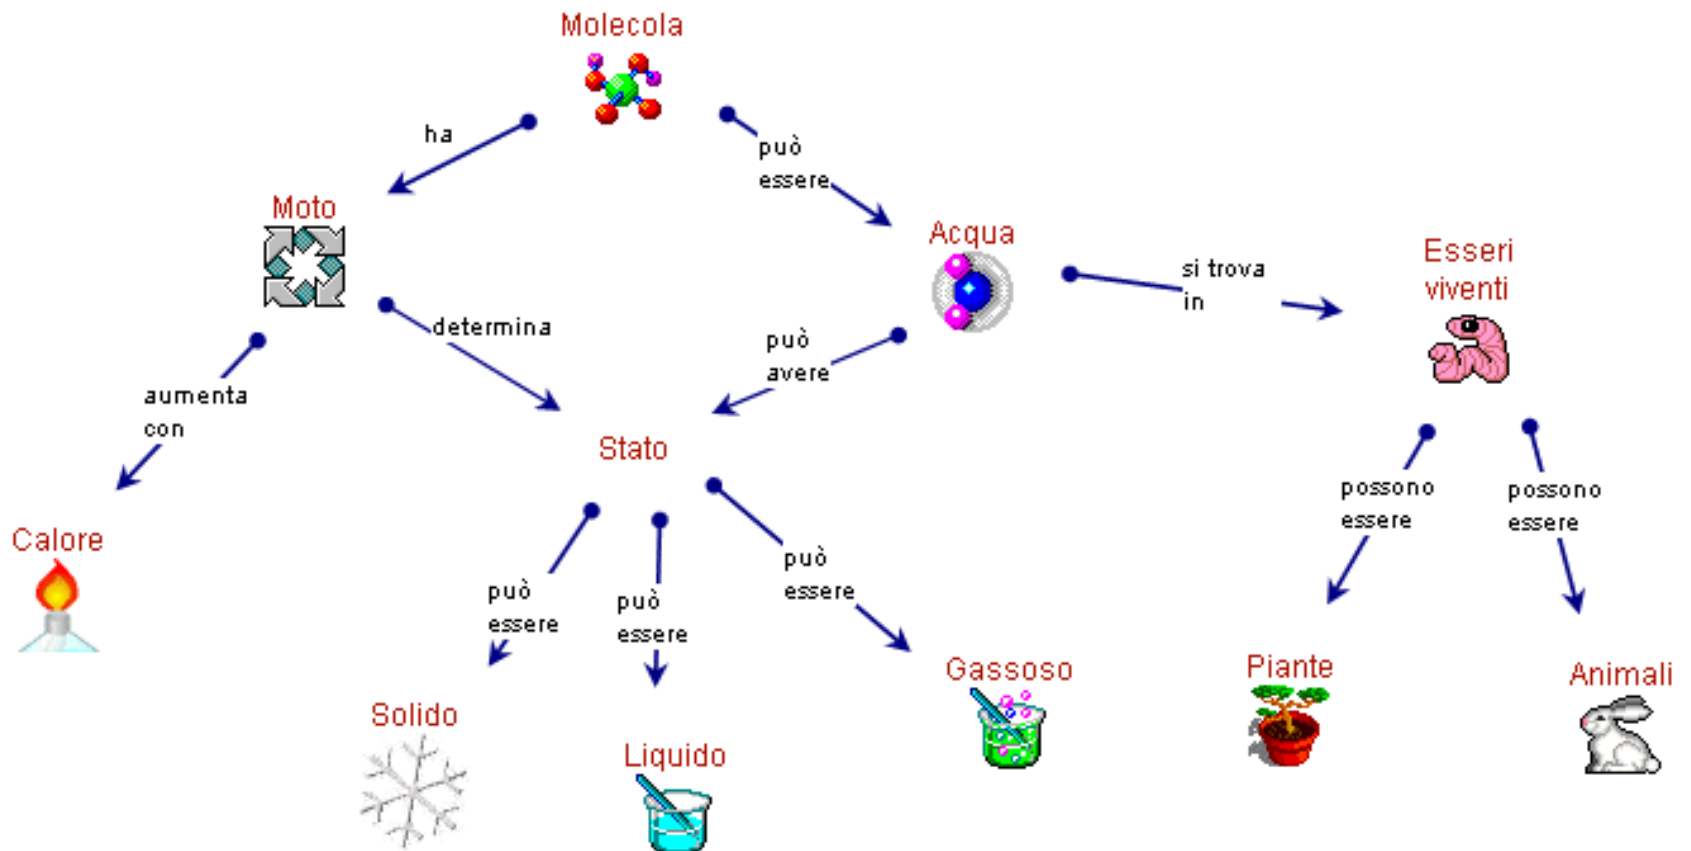 Molecola
ha
può
essere
Moto
Acqua
Esseri
viventi
si trova
in
determina
può
avere
aumenta
con
Stato
possono
essere
possono
essere
Calore
può
essere
può
essere
può
essere
Gassoso
Piante
Animali
Solido
Liquido